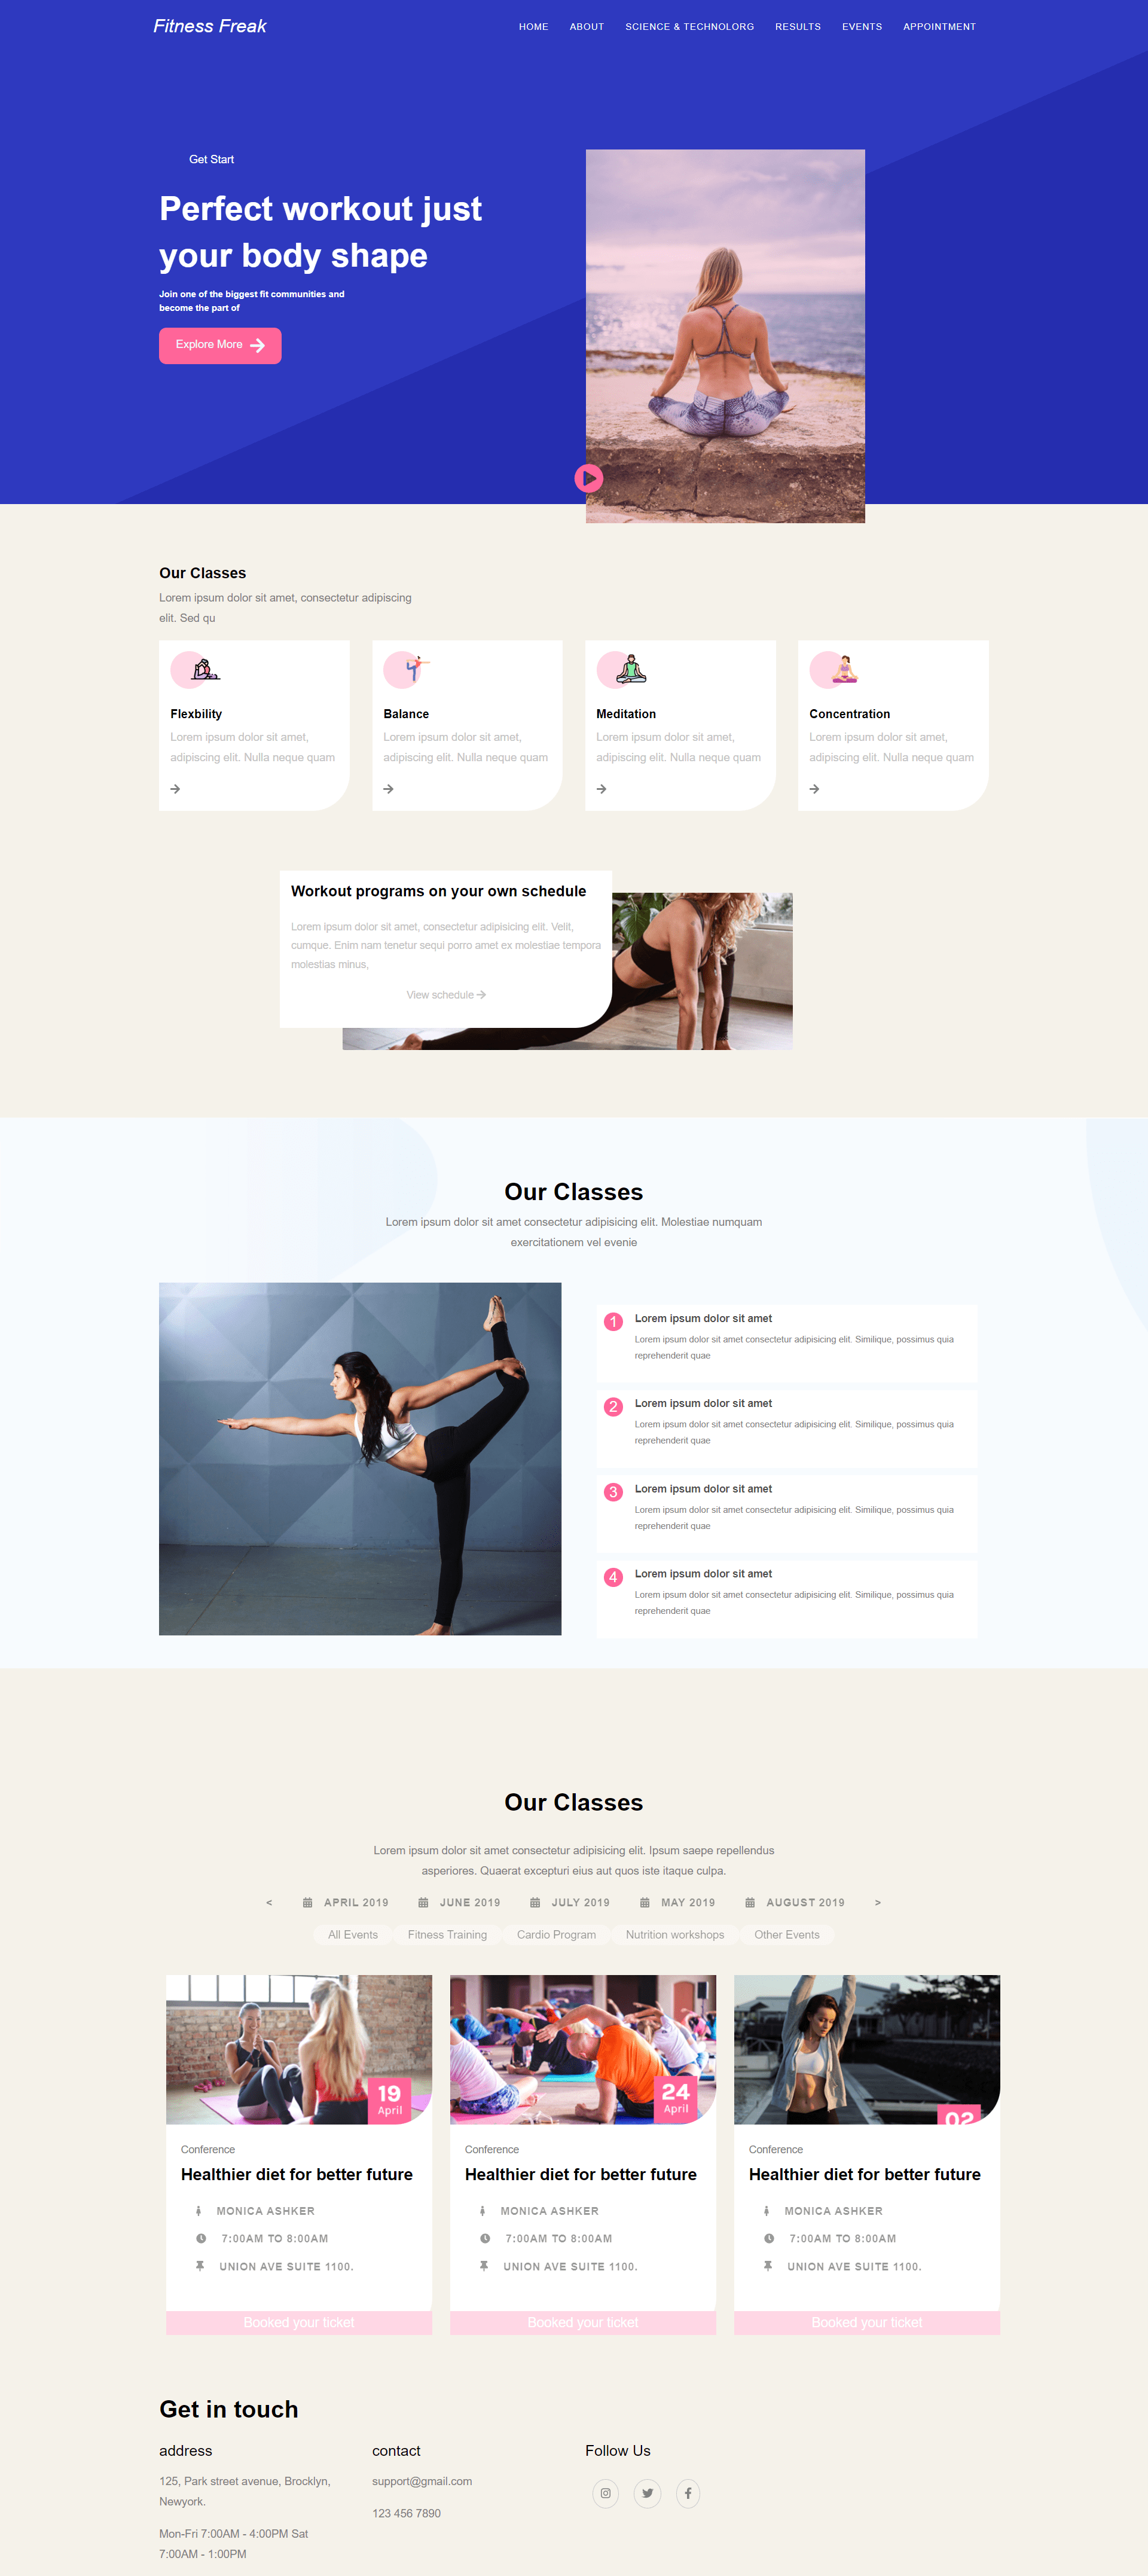 Fitness Freak
HOME ABOUT SCIENCE & TECHNOLORG RESULTS EVENTS APPOINTMENT
Get Start
Perfect workout just
your body shape
Join one of the biggest fit communities and
become the part of
Explore More
Our Classes
Lorem ipsum dolor sit amet, consectetur adipiscing
elit. Sed qu
Flexbility
Lorem ipsum dolor sit amet,
adipiscing elit. Nulla neque quam
Balance
Lorem ipsum dolor sit amet,
adipiscing elit. Nulla neque quam
Meditation
Lorem ipsum dolor sit amet,
adipiscing elit. Nulla neque quam
Concentration
Lorem ipsum dolor sit amet,
adipiscing elit. Nulla neque quam
Workout programs on your own schedule
Lorem ipsum dolor sit amet, consectetur adipisicing elit. Velit,
cumque. Enim nam tenetur sequi porro amet ex molestiae tempora
molestias minus,
View schedule
Our Classes
Lorem ipsum dolor sit amet consectetur adipisicing elit. Molestiae numquam
exercitationem vel evenie
1 Lorem ipsum dolor sit amet
Lorem ipsum dolor sit amet consectetur adipisicing elit. Similique, possimus quia
reprehenderit quae
2 Lorem ipsum dolor sit amet
Lorem ipsum dolor sit amet consectetur adipisicing elit. Similique, possimus quia
reprehenderit quae
3 Lorem ipsum dolor sit amet
Lorem ipsum dolor sit amet consectetur adipisicing elit. Similique, possimus quia
reprehenderit quae
4 Lorem ipsum dolor sit amet
Lorem ipsum dolor sit amet consectetur adipisicing elit. Similique, possimus quia
reprehenderit quae
Our Classes
Lorem ipsum dolor sit amet consectetur adipisicing elit. Ipsum saepe repellendus
asperiores. Quaerat excepturi eius aut quos iste itaque culpa.
< APRIL 2019 JUNE 2019 JULY 2019 MAY 2019 AUGUST 2019 >
All Events Fitness Training Cardio Program Nutrition workshops Other Events
19
April
Conference
Healthier diet for better future
MONICA ASHKER
7:00AM TO 8:00AM
UNION AVE SUITE 1100.
Booked your ticket
24
April
Conference
Healthier diet for better future
MONICA ASHKER
7:00AM TO 8:00AM
UNION AVE SUITE 1100.
Booked your ticket
02
Conference
Healthier diet for better future
MONICA ASHKER
7:00AM TO 8:00AM
UNION AVE SUITE 1100.
Booked your ticket
Get in touch
address
125, Park street avenue, Brocklyn,
Newyork.
Mon-Fri 7:00AM - 4:00PM Sat
7:00AM - 1:00PM
contact
support@gmail.com
123 456 7890
Follow Us